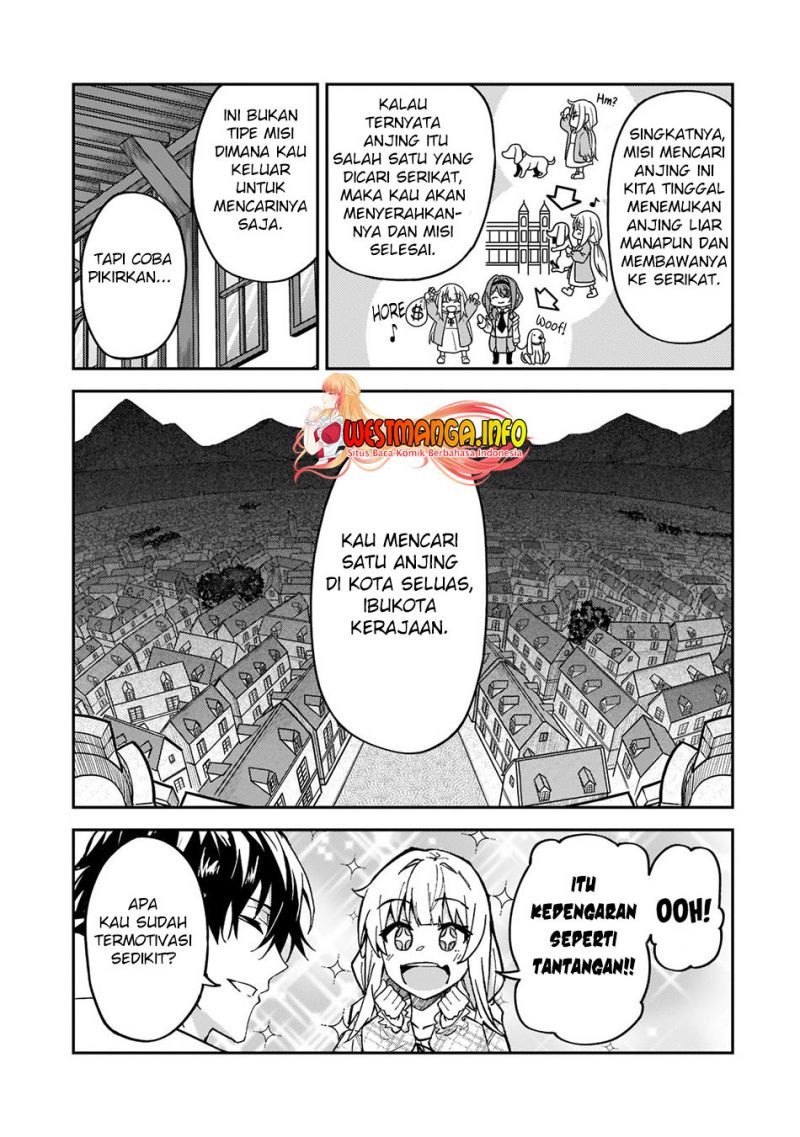 Hm?
SINGKATNYA,
MISI MENCARI
ANJING INI
KITA TINGGAL
MENEMUKAN
ANJING LIAR
MANAPUN DAN
MEMBAWANYA
KE SERIKAT.
KALAU
TERNYATA
ANJING ITU
SALAH SATU YANG
DICARI SERIKAT,
MAKA KAU AKAN
MENYERAHKAN-
NYA DAN MISI
SELESAI.
HORE
$
WOOF!
INI BUKAN
TIPE MISI
DIMANA KAU
KELUAR
UNTUK
MENCARINYA
SAJA.
TAPI COBA
PIKIRKAN...
WESTMANGA.INFO
Situs Baca Komik Berbahasa Indonesia
KAU MENCARI
SATU ANJING
DI KOTA SELUAS,
IBUKOTA
KERAJAAN.
OOH!
ITU
KEDENGARAN
SEPERTI
TANTANGAN!!
APA
KAU SUDAH
TERMOTIVASI
SEDIKIT?